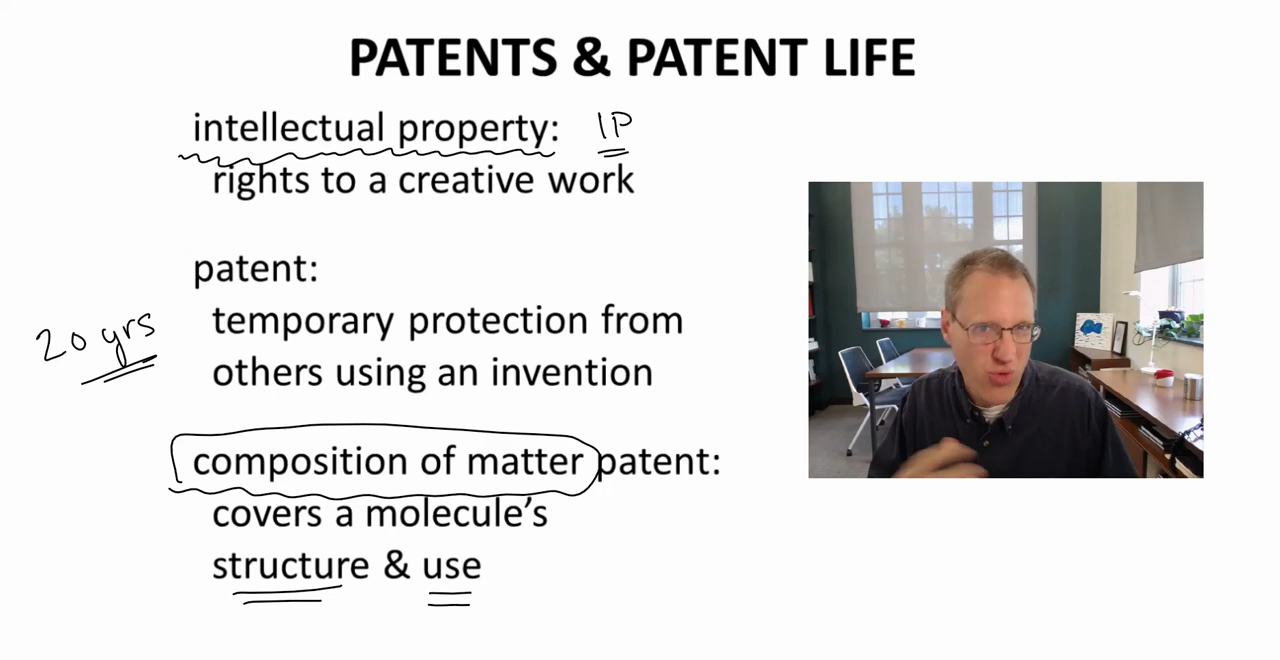 PATENTS & PATENT LIFE
intellectual property: IP
rights to a creative work
patent:
20 yrs
temporary protection from
others using an invention
composition of matter patent:
covers a molecule’s
structure & use